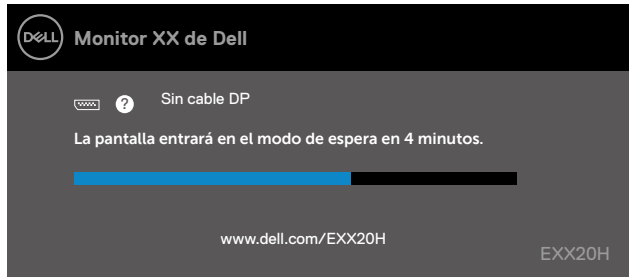 DELL
Monitor XX de Dell
? Sin cable DP
La pantalla entrará en el modo de espera en 4 minutos.
www.dell.com/EXX20H
EXX20H